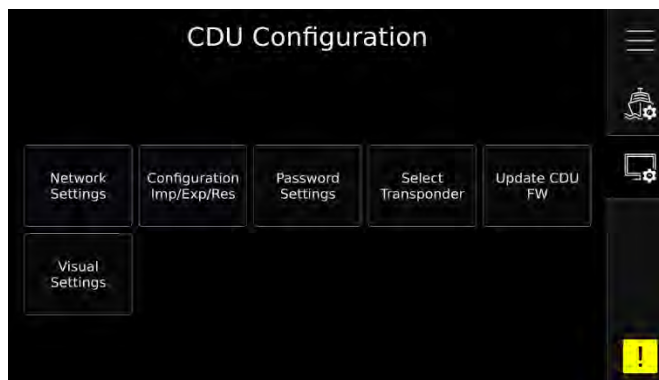 CDU Configuration
Network
Settings
Configuration
Imp/Exp/Res
Password
Settings
Select
Transponder
Update CDU
FW
Visual
Settings
!